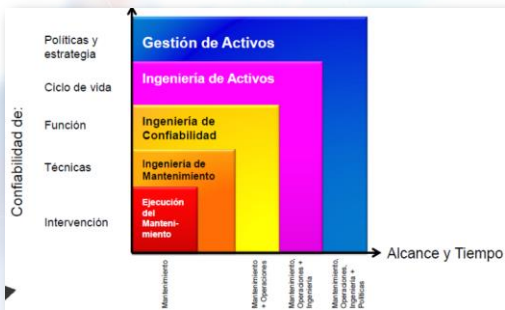 Confiabilidad de:
Políticas y
estrategia
Ciclo de vida
Función
Técnicas
Intervención
Gestión de Activos
Ingeniería de Activos
Ingeniería de
Confiabilidad
Ingeniería de
Mantenimiento
Ejecución
del
Manteni-
miento
Alcance y Tiempo
Mantenimiento
Mantenimiento
+ Operaciones
Mantenimiento,
Operaciones +
Ingeniería
Mantenimiento,
Operaciones,
Ingeniería +
Políticas